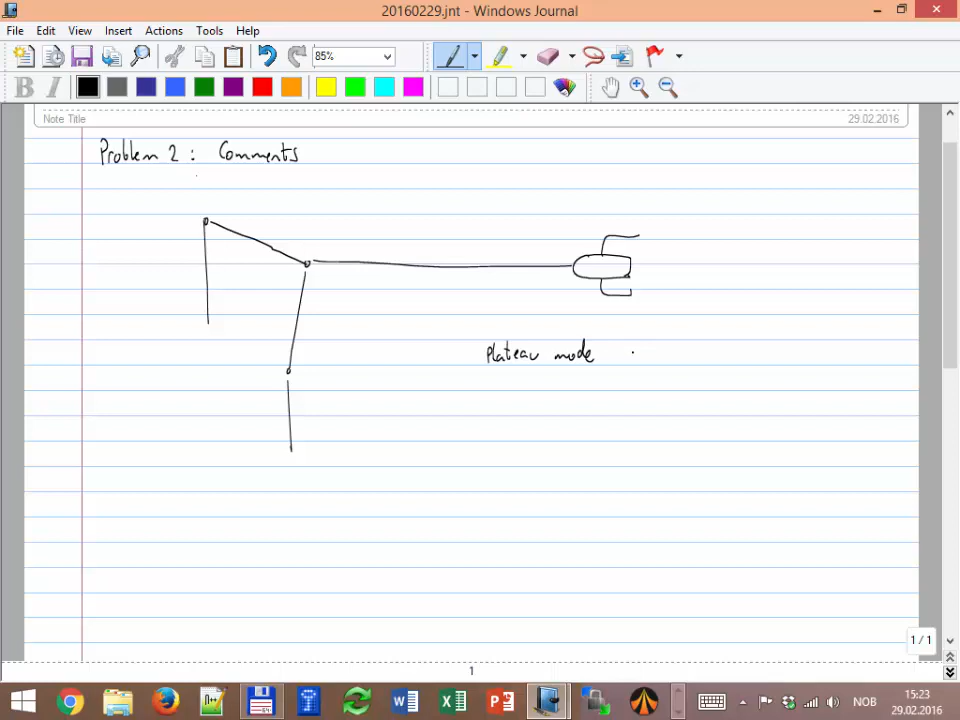 20160229.jnt - Windows Journal
File Edit View Insert Actions Tools Help
85%
B I
Note Title 29.02.2016
Problem 2 : Comments
Plateau mode
1 / 1
1
NOB
15:23
29.02.2016